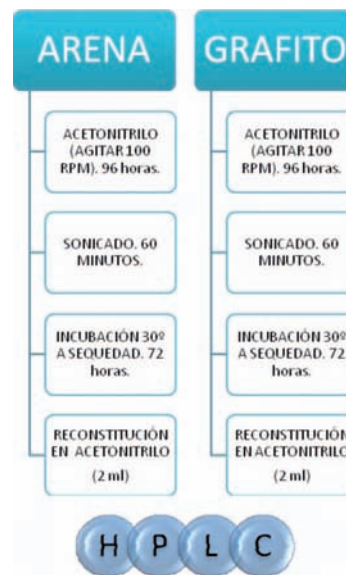 ARENA
ACETONITRILO
(AGITAR 100
RPM). 96 horas.
SONICADO. 60
MINUTOS.
INCUBACIÓN 30º
A SEQUEDAD. 72
horas.
RECONSTITUCIÓN
EN ACETONITRILO
(2 ml)
GRAFITO
ACETONITRILO
(AGITAR 100
RPM). 96 horas.
SONICADO. 60
MINUTOS.
INCUBACIÓN 30º
A SEQUEDAD. 72
horas.
RECONSTITUCIÓN
EN ACETONITRILO
(2 ml)
H P L C